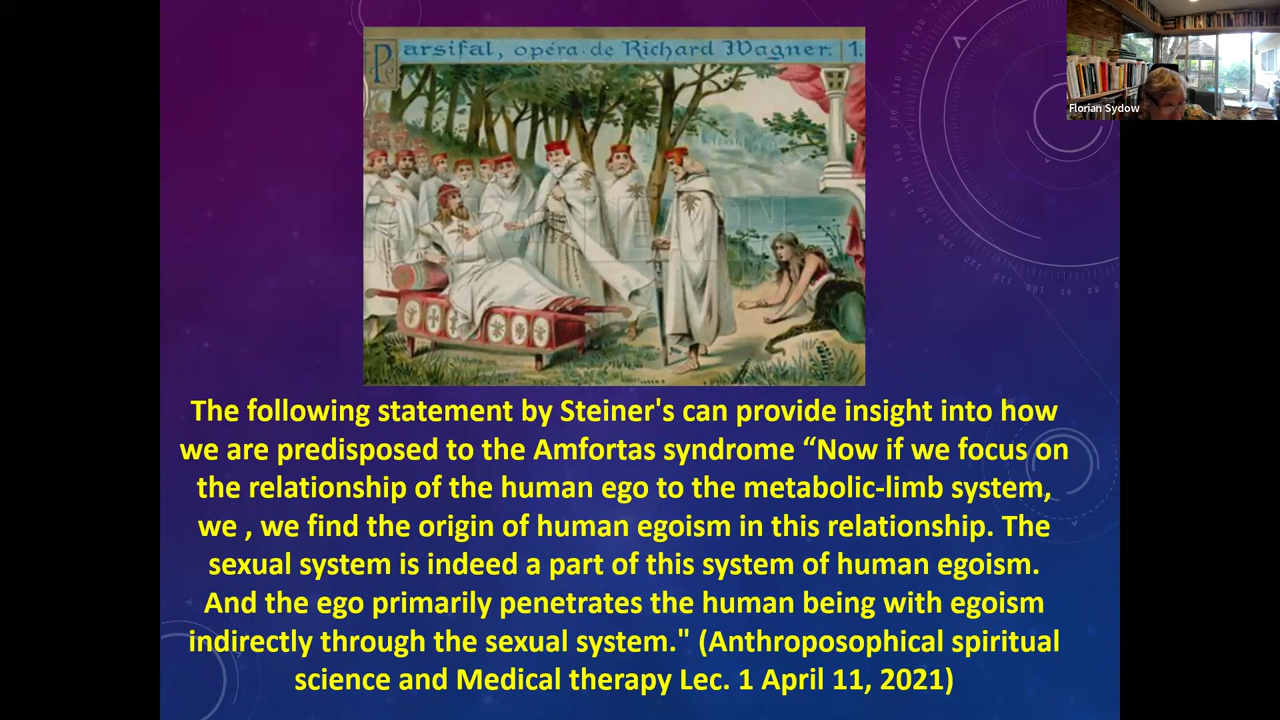 Parsifal, opéra de Richard Wagner. 1.
Florian Sydow
The following statement by Steiner's can provide insight into how
we are predisposed to the Amfortas syndrome “Now if we focus on
the relationship of the human ego to the metabolic-limb system,
we , we find the origin of human egoism in this relationship. The
sexual system is indeed a part of this system of human egoism.
And the ego primarily penetrates the human being with egoism
indirectly through the sexual system." (Anthroposophical spiritual
science and Medical therapy Lec. 1 April 11, 2021)